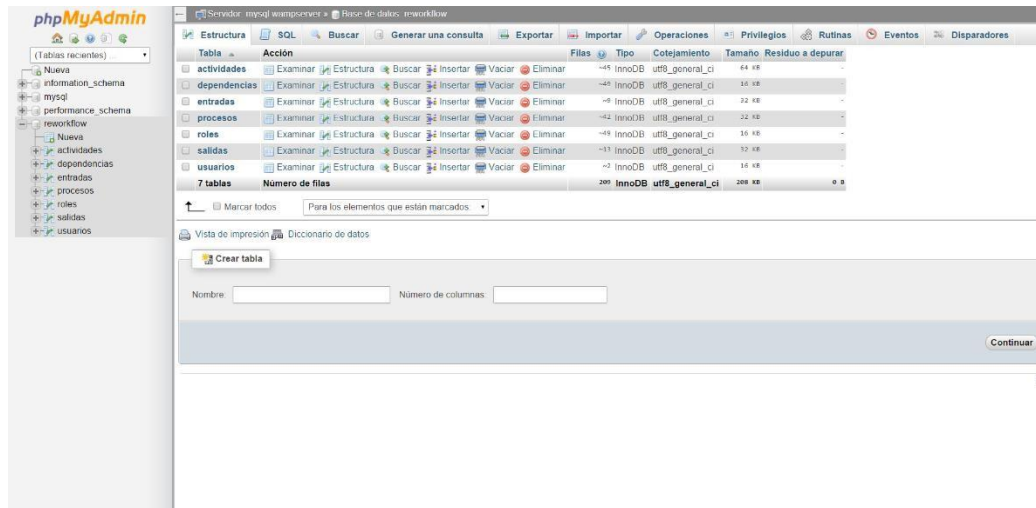 phpMyAdmin
(Tablas recientes) ...
Nueva
information_schema
mysql
performance_schema
reworkflow
Nueva
actividades
dependencias
entradas
procesos
roles
salidas
usuarios
Servidor: mysql wampserver » Base de datos: reworkflow
Estructura SQL Buscar Generar una consulta Exportar Importar Operaciones Privilegios Rutinas Eventos Disparadores
Tabla Acción Filas Tipo Cotejamiento Tamaño Residuo a depurar
actividades Examinar Estructura Buscar Insertar Vaciar Eliminar ~45 InnoDB utf8_general_ci 64 KB -
dependencias Examinar Estructura Buscar Insertar Vaciar Eliminar InnoDB utf8_general_ci 16 KB -
entradas Examinar Estructura Buscar Insertar Vaciar Eliminar ~9 InnoDB utf8_general_ci 32 KB -
procesos Examinar Estructura Buscar Insertar Vaciar Eliminar ~42 InnoDB utf8_general_ci 32 KB -
roles Examinar Estructura Buscar Insertar Vaciar Eliminar ~49 InnoDB utf8_general_ci 16 KB -
salidas Examinar Estructura Buscar Insertar Vaciar Eliminar ~13 InnoDB utf8_general_ci 32 KB -
usuarios Examinar Estructura Buscar Insertar Vaciar Eliminar ~2 InnoDB utf8_general_ci 16 KB -
7 tablas Número de filas 209 InnoDB utf8_general_ci 208 KB 0 B
Marcar todos Para los elementos que están marcados:
Vista de impresión Diccionario de datos
Crear tabla
Nombre: Número de columnas:
Continuar